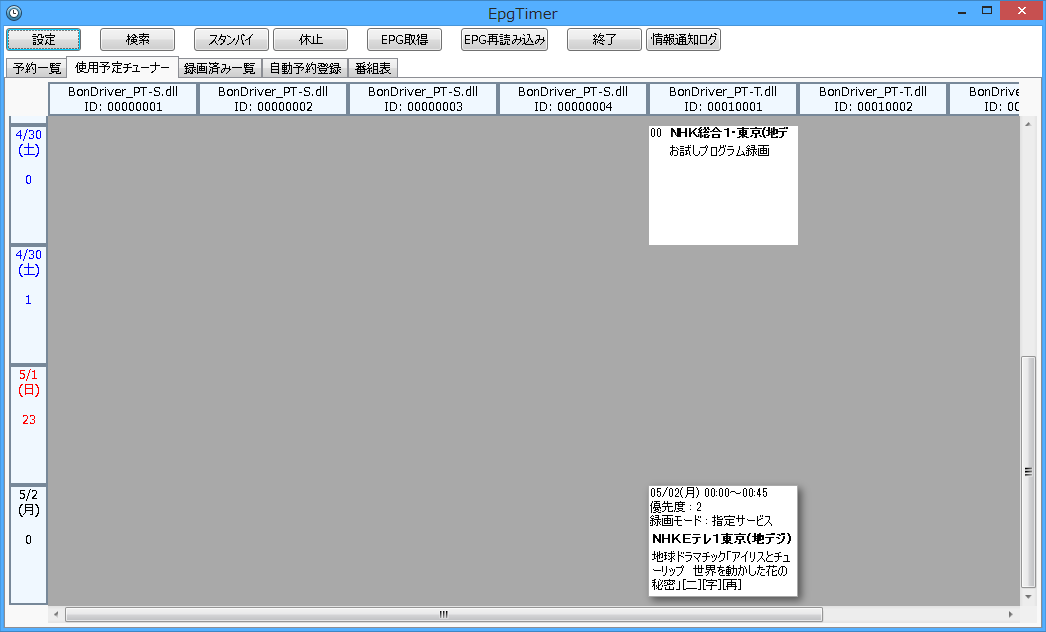 EpgTimer
設定 検索 スタンバイ 休止 EPG取得 EPG再読み込み 終了 情報通知ログ
予約一覧 使用予定チューナー 録画済み一覧 自動予約登録 番組表
BonDriver_PT-S.dll BonDriver_PT-S.dll BonDriver_PT-S.dll BonDriver_PT-S.dll BonDriver_PT-T.dll BonDriver_PT-T.dll BonDrive
ID: 00000001 ID: 00000002 ID: 00000003 ID: 00000004 ID: 00010001 ID: 00010002 ID: 00
4/30
(土)
0
00 NHK総合1・東京(地デ
お試しプログラム録画
4/30
(土)
1
5/1
(日)
23
5/2
(月)
0
05/02(月) 00:00～00:45
優先度 : 2
録画モード : 指定サービス
NHKEテレ1東京(地デジ)
地球ドラマチック「アイリスとチュ
ーリップ 世界を動かした花の
秘密」[二][字][再]